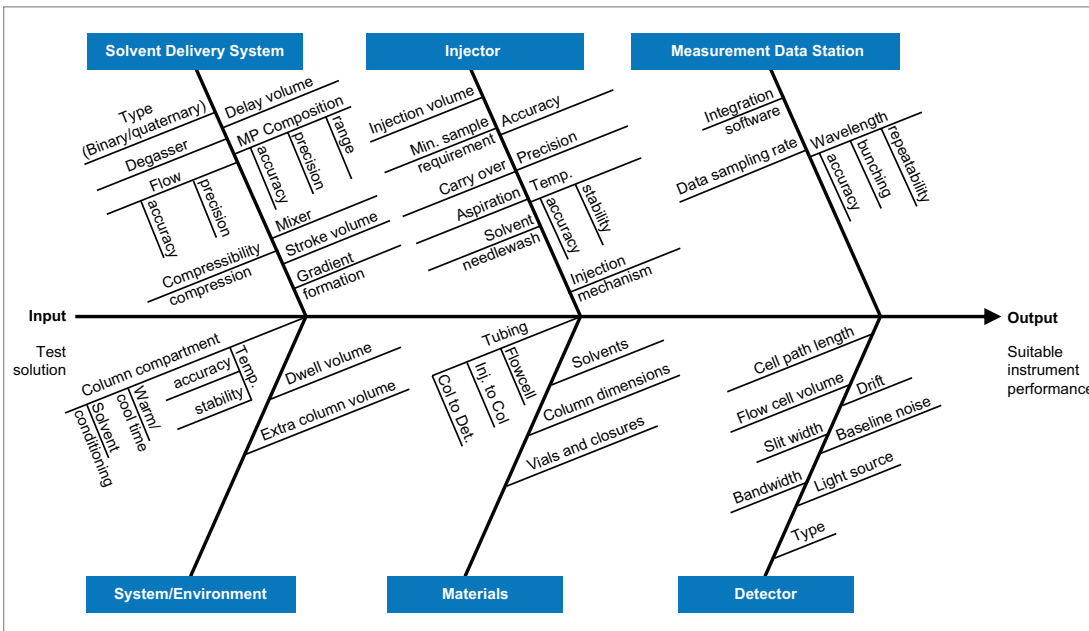 Solvent Delivery System
Injector
Measurement Data Station
Type
(Binary/quaternary)
Degasser
Flow
accuracy
precision
Compressibility
compression
Delay volume
MP Composition
accuracy
precision
range
Mixer
Stroke volume
Gradient
formation
Injection volume
Min. sample
requirement
Carry over
Aspiration
Solvent
needlewash
Accuracy
Precision
Temp.
accuracy
stability
Injection
mechanism
Integration
software
Data sampling rate
Wavelength
accuracy
bunching
repeatability
Input
Test
solution
Output
Suitable
instrument
performance
Column compartment
Solvent
conditioning
Warm/
cool time
Temp.
accuracy
stability
Dwell volume
Extra column volume
Tubing
Col to Det.
Inj. to Col
Flowcell
Solvents
Column dimensions
Vials and closures
Cell path length
Flow cell volume
Slit width
Bandwidth
Drift
Baseline noise
Light source
Type
System/Environment
Materials
Detector